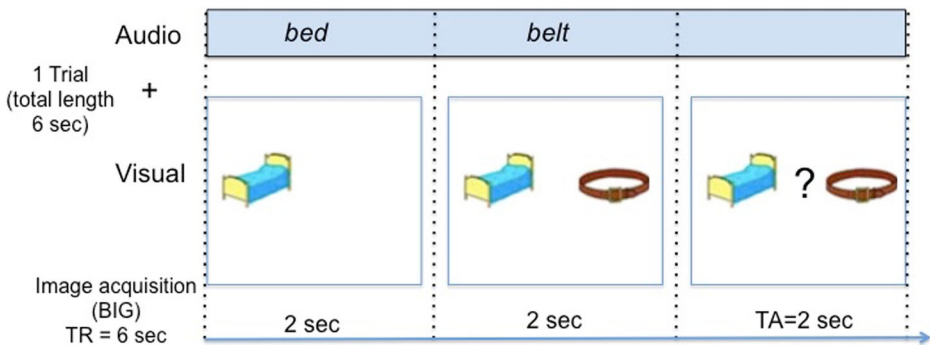 Audio
bed
belt
1 Trial
(total length
6 sec)
+
Visual
?
Image acquisition
(BIG)
TR = 6 sec
2 sec
2 sec
TA=2 sec